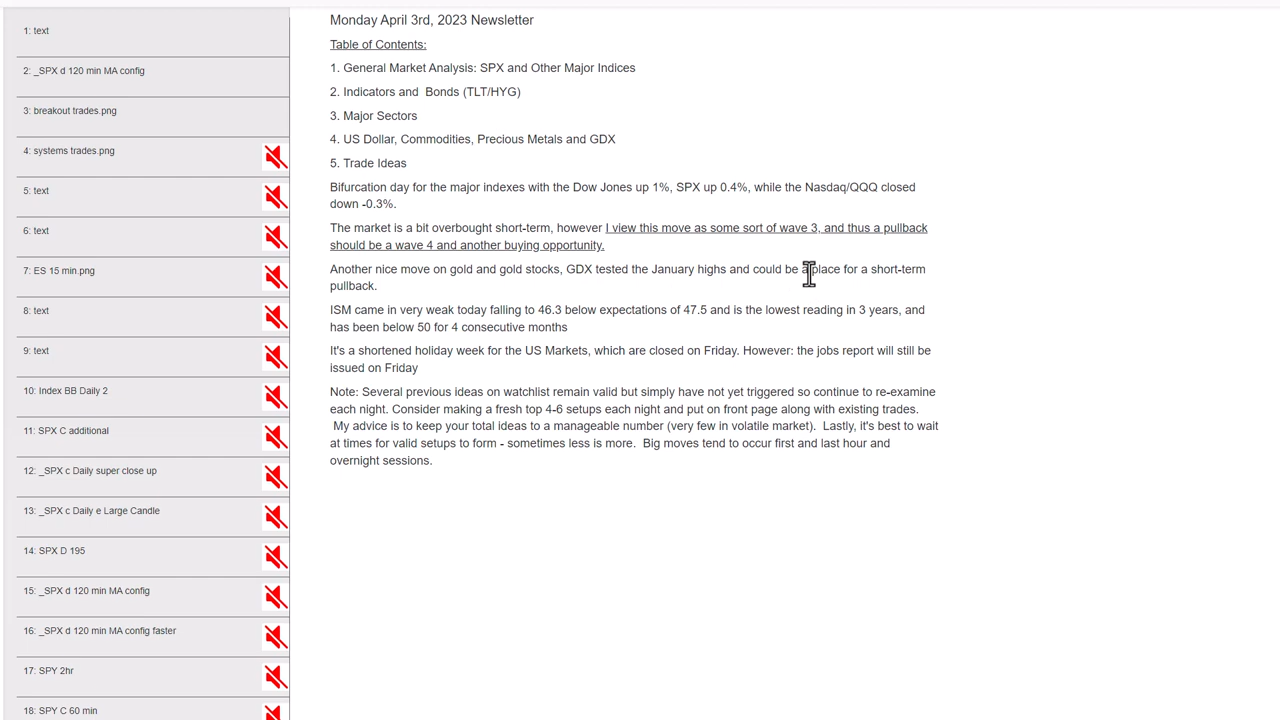 1: text
2: _SPX d 120 min MA config
3: breakout trades.png
4: systems trades.png
5: text
6: text
7: ES 15 min.png
8: text
9: text
10: Index BB Daily 2
11: SPX C additional
12: _SPX c Daily super close up
13: _SPX c Daily e Large Candle
14: SPX D 195
15: _SPX d 120 min MA config
16: _SPX d 120 min MA config faster
17: SPY 2hr
18: SPY C 60 min
Monday April 3rd, 2023 Newsletter
Table of Contents:
1. General Market Analysis: SPX and Other Major Indices
2. Indicators and  Bonds (TLT/HYG)
3. Major Sectors
4. US Dollar, Commodities, Precious Metals and GDX
5. Trade Ideas
Bifurcation day for the major indexes with the Dow Jones up 1%, SPX up 0.4%, while the Nasdaq/QQQ closed
down -0.3%.
The market is a bit overbought short-term, however I view this move as some sort of wave 3, and thus a pullback
should be a wave 4 and another buying opportunity.
Another nice move on gold and gold stocks, GDX tested the January highs and could be a place for a short-term
pullback.
ISM came in very weak today falling to 46.3 below expectations of 47.5 and is the lowest reading in 3 years, and
has been below 50 for 4 consecutive months
It's a shortened holiday week for the US Markets, which are closed on Friday. However: the jobs report will still be
issued on Friday
Note: Several previous ideas on watchlist remain valid but simply have not yet triggered so continue to re-examine
each night. Consider making a fresh top 4-6 setups each night and put on front page along with existing trades.
My advice is to keep your total ideas to a manageable number (very few in volatile market).  Lastly, it's best to wait
at times for valid setups to form - sometimes less is more.  Big moves tend to occur first and last hour and
overnight sessions.